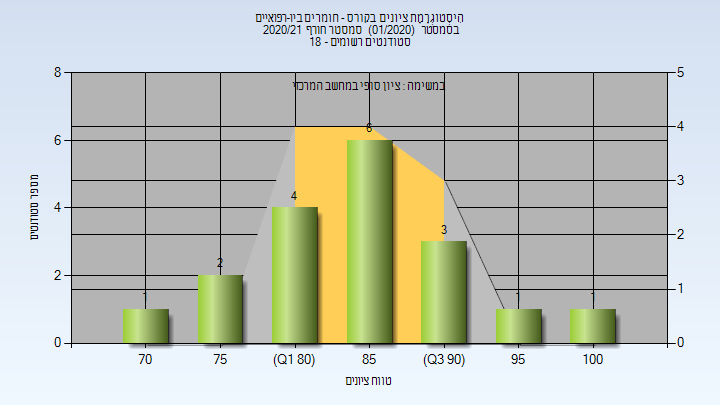 היסטוגרמת ציונים בקורס - חומרים ביו-רפואיים
בסמסטר (01/2020) סמסטר חורף 2020/21
סטודנטים רשומים - 18
במשימה : ציון סופי במחשב המרכזי
8
6
4
2
0
5
4
3
2
1
0
מספר סטודנטים
1
2
4
6
3
1
1
70
75
(Q1 80)
85
(Q3 90)
95
100
טווח ציונים